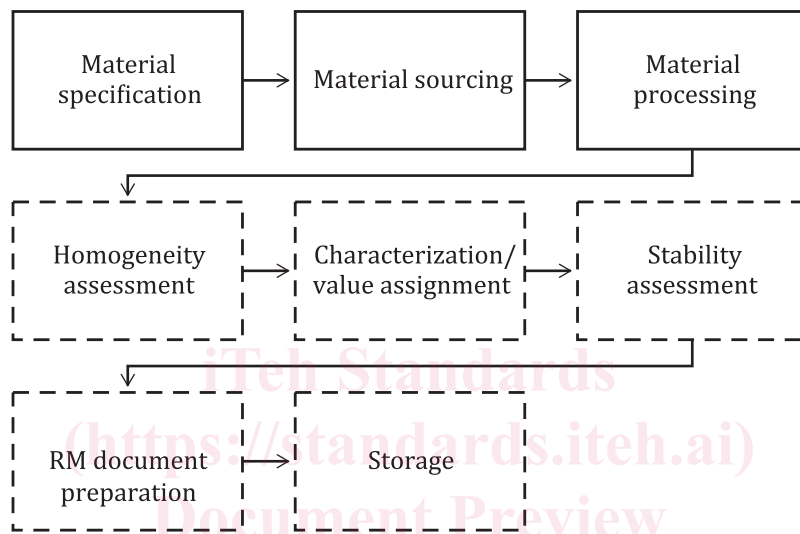 Material
specification
Material sourcing
Material
processing
Homogeneity
assessment
Characterization/
value assignment
Stability
assessment
iTeh Standards
(https://standards.iteh.ai)
RM document
preparation
Storage
Document Preview